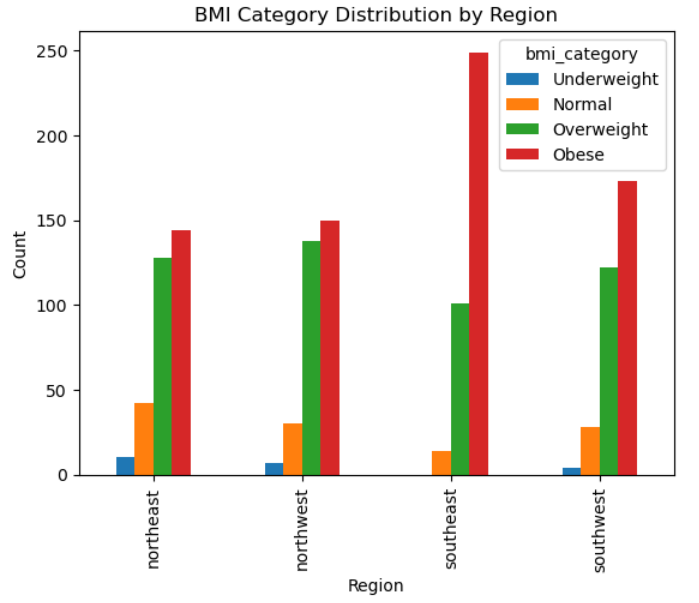 BMI Category Distribution by Region
bmi_category
Underweight
Normal
Overweight
Obese
250
200
150
100
50
0
Count
northeast
northwest
southeast
southwest
Region